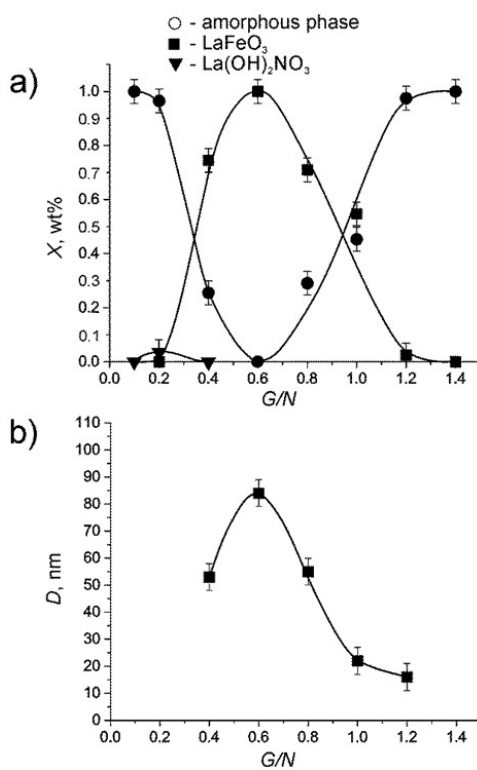 ○ - amorphous phase
■ - LaFeO₃
▼ - La(OH)₂NO₃
a)
X, wt%
1.0
0.9
0.8
0.7
0.6
0.5
0.4
0.3
0.2
0.1
0.0
0.0 0.2 0.4 0.6 0.8 1.0 1.2 1.4
G/N
b)
D, nm
110
100
90
80
70
60
50
40
30
20
10
0
0.0 0.2 0.4 0.6 0.8 1.0 1.2 1.4
G/N